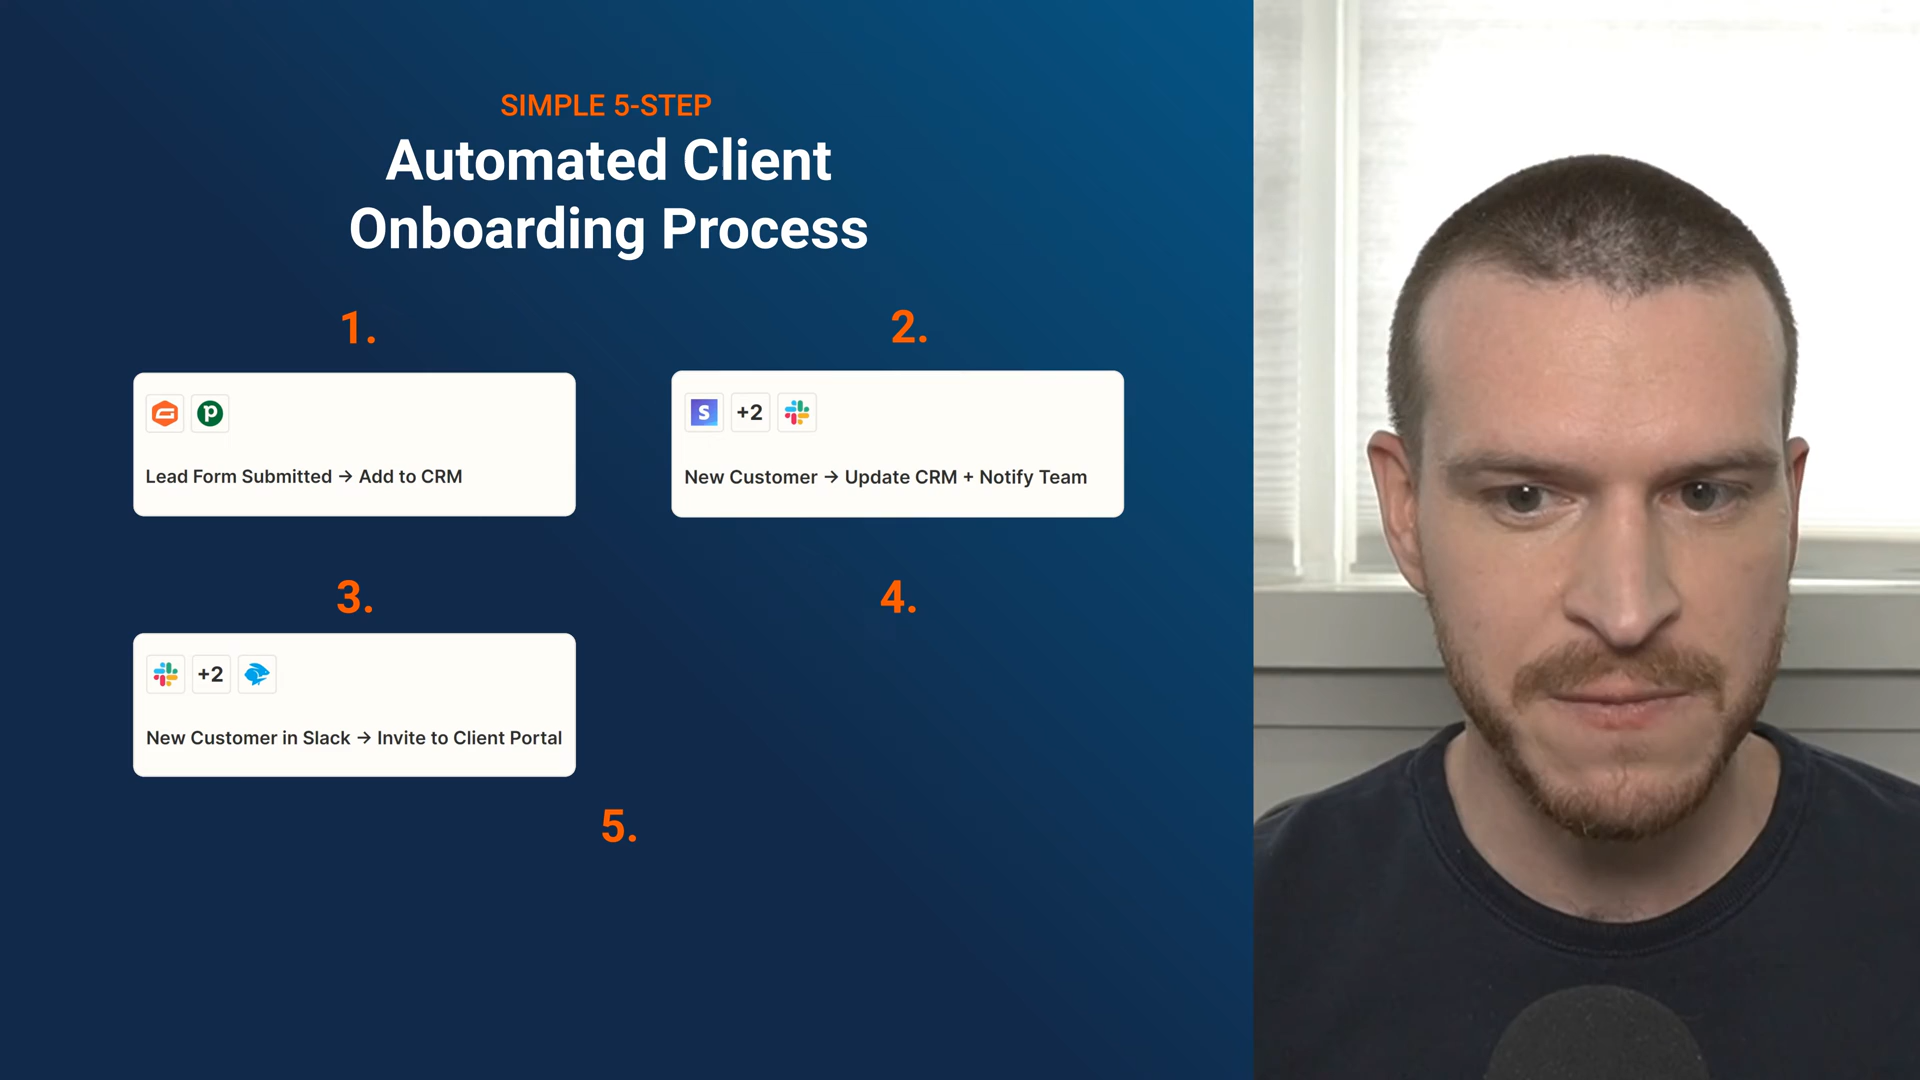 SIMPLE 5-STEP
Automated Client
Onboarding Process
1.
2.
+2
Lead Form Submitted → Add to CRM
New Customer → Update CRM + Notify Team
3.
4.
+2
New Customer in Slack → Invite to Client Portal
5.